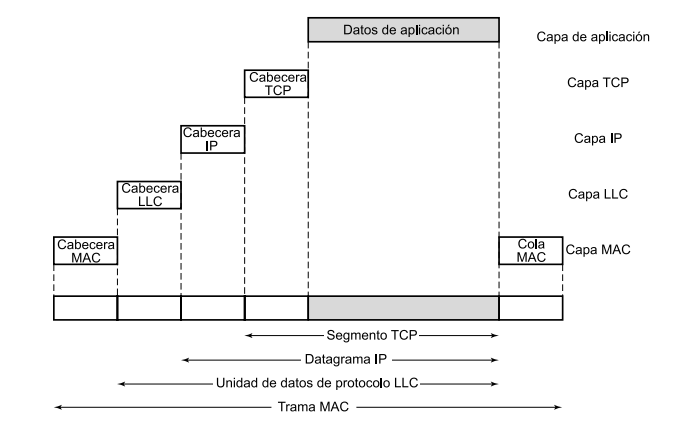 Datos de aplicación
Capa de aplicación
Cabecera
TCP
Capa TCP
Cabecera
IP
Capa IP
Cabecera
LLC
Capa LLC
Cabecera
MAC
Cola
MAC
Capa MAC
Segmento TCP
Datagrama IP
Unidad de datos de protocolo LLC
Trama MAC